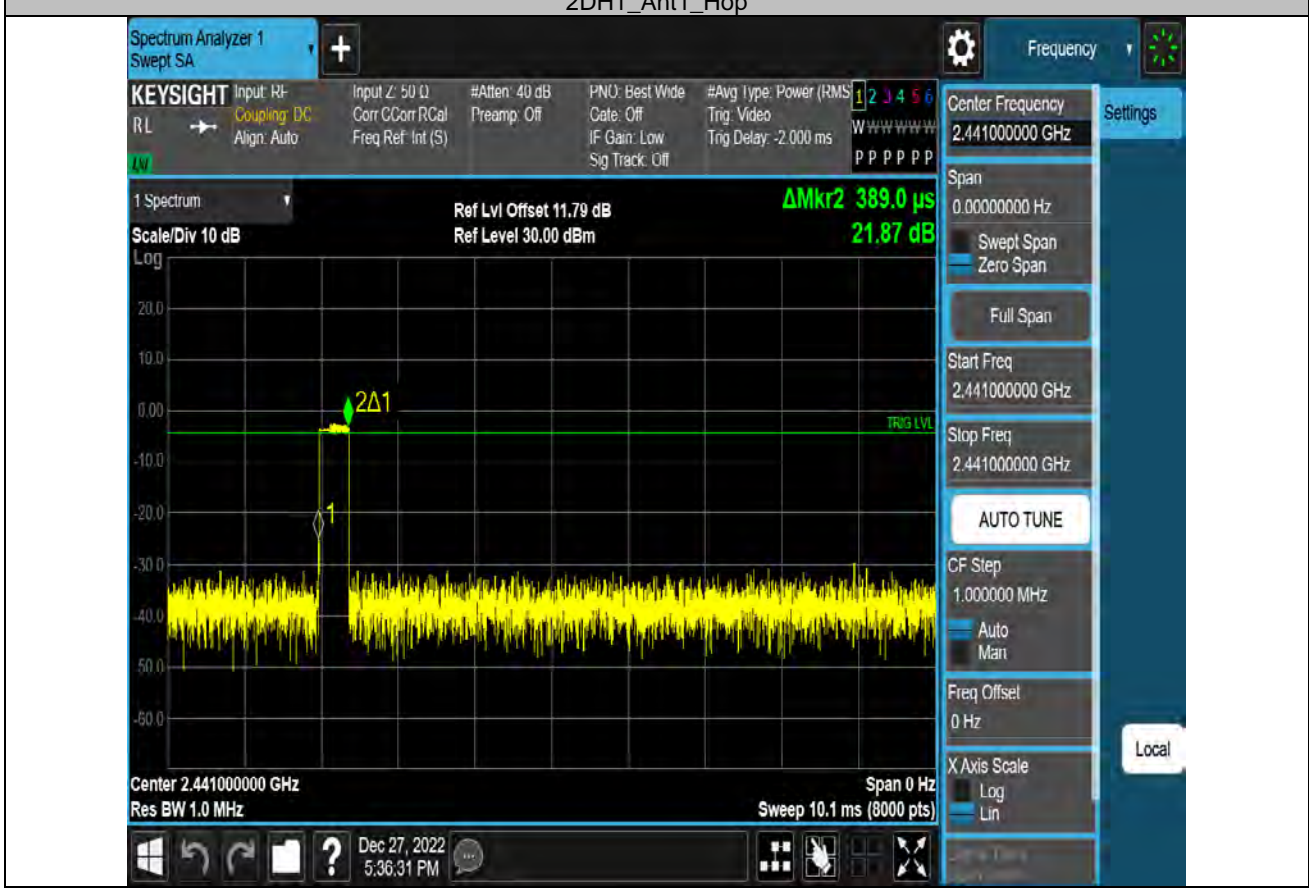 2DH1_Ant1_Hop
Spectrum Analyzer 1
Swept SA
+
Frequency
KEYSIGHT
RL
Input: RF
Coupling: DC
Align: Auto
Input Z: 50 Ω
Corr CCorr RCal
Freq Ref: Int (S)
#Atten: 40 dB
Preamp: Off
PNO: Best Wide
Gate: Off
IF Gain: Low
Sig Track: Off
#Avg Type: Power (RMS
Trig: Video
Trig Delay: -2.000 ms
1 2 3 4 5 6
W W W W W W
P P P P P P
1 Spectrum
Scale/Div 10 dB
Log
Ref Lvl Offset 11.79 dB
Ref Level 30.00 dBm
ΔMkr2 389.0 µs
21.87 dB
20.0
10.0
0.00
-10.0
-20.0
-30.0
-40.0
-50.0
-60.0
2Δ1
1
TRIG LVL
Center 2.441000000 GHz
Res BW 1.0 MHz
Span 0 Hz
Sweep 10.1 ms (8000 pts)
Center Frequency
2.441000000 GHz
Settings
Span
0.00000000 Hz
Swept Span
Zero Span
Full Span
Start Freq
2.441000000 GHz
Stop Freq
2.441000000 GHz
AUTO TUNE
CF Step
1.000000 MHz
Auto
Man
Freq Offset
0 Hz
X Axis Scale
Log
Lin
Local
?
Dec 27, 2022
5:36:31 PM